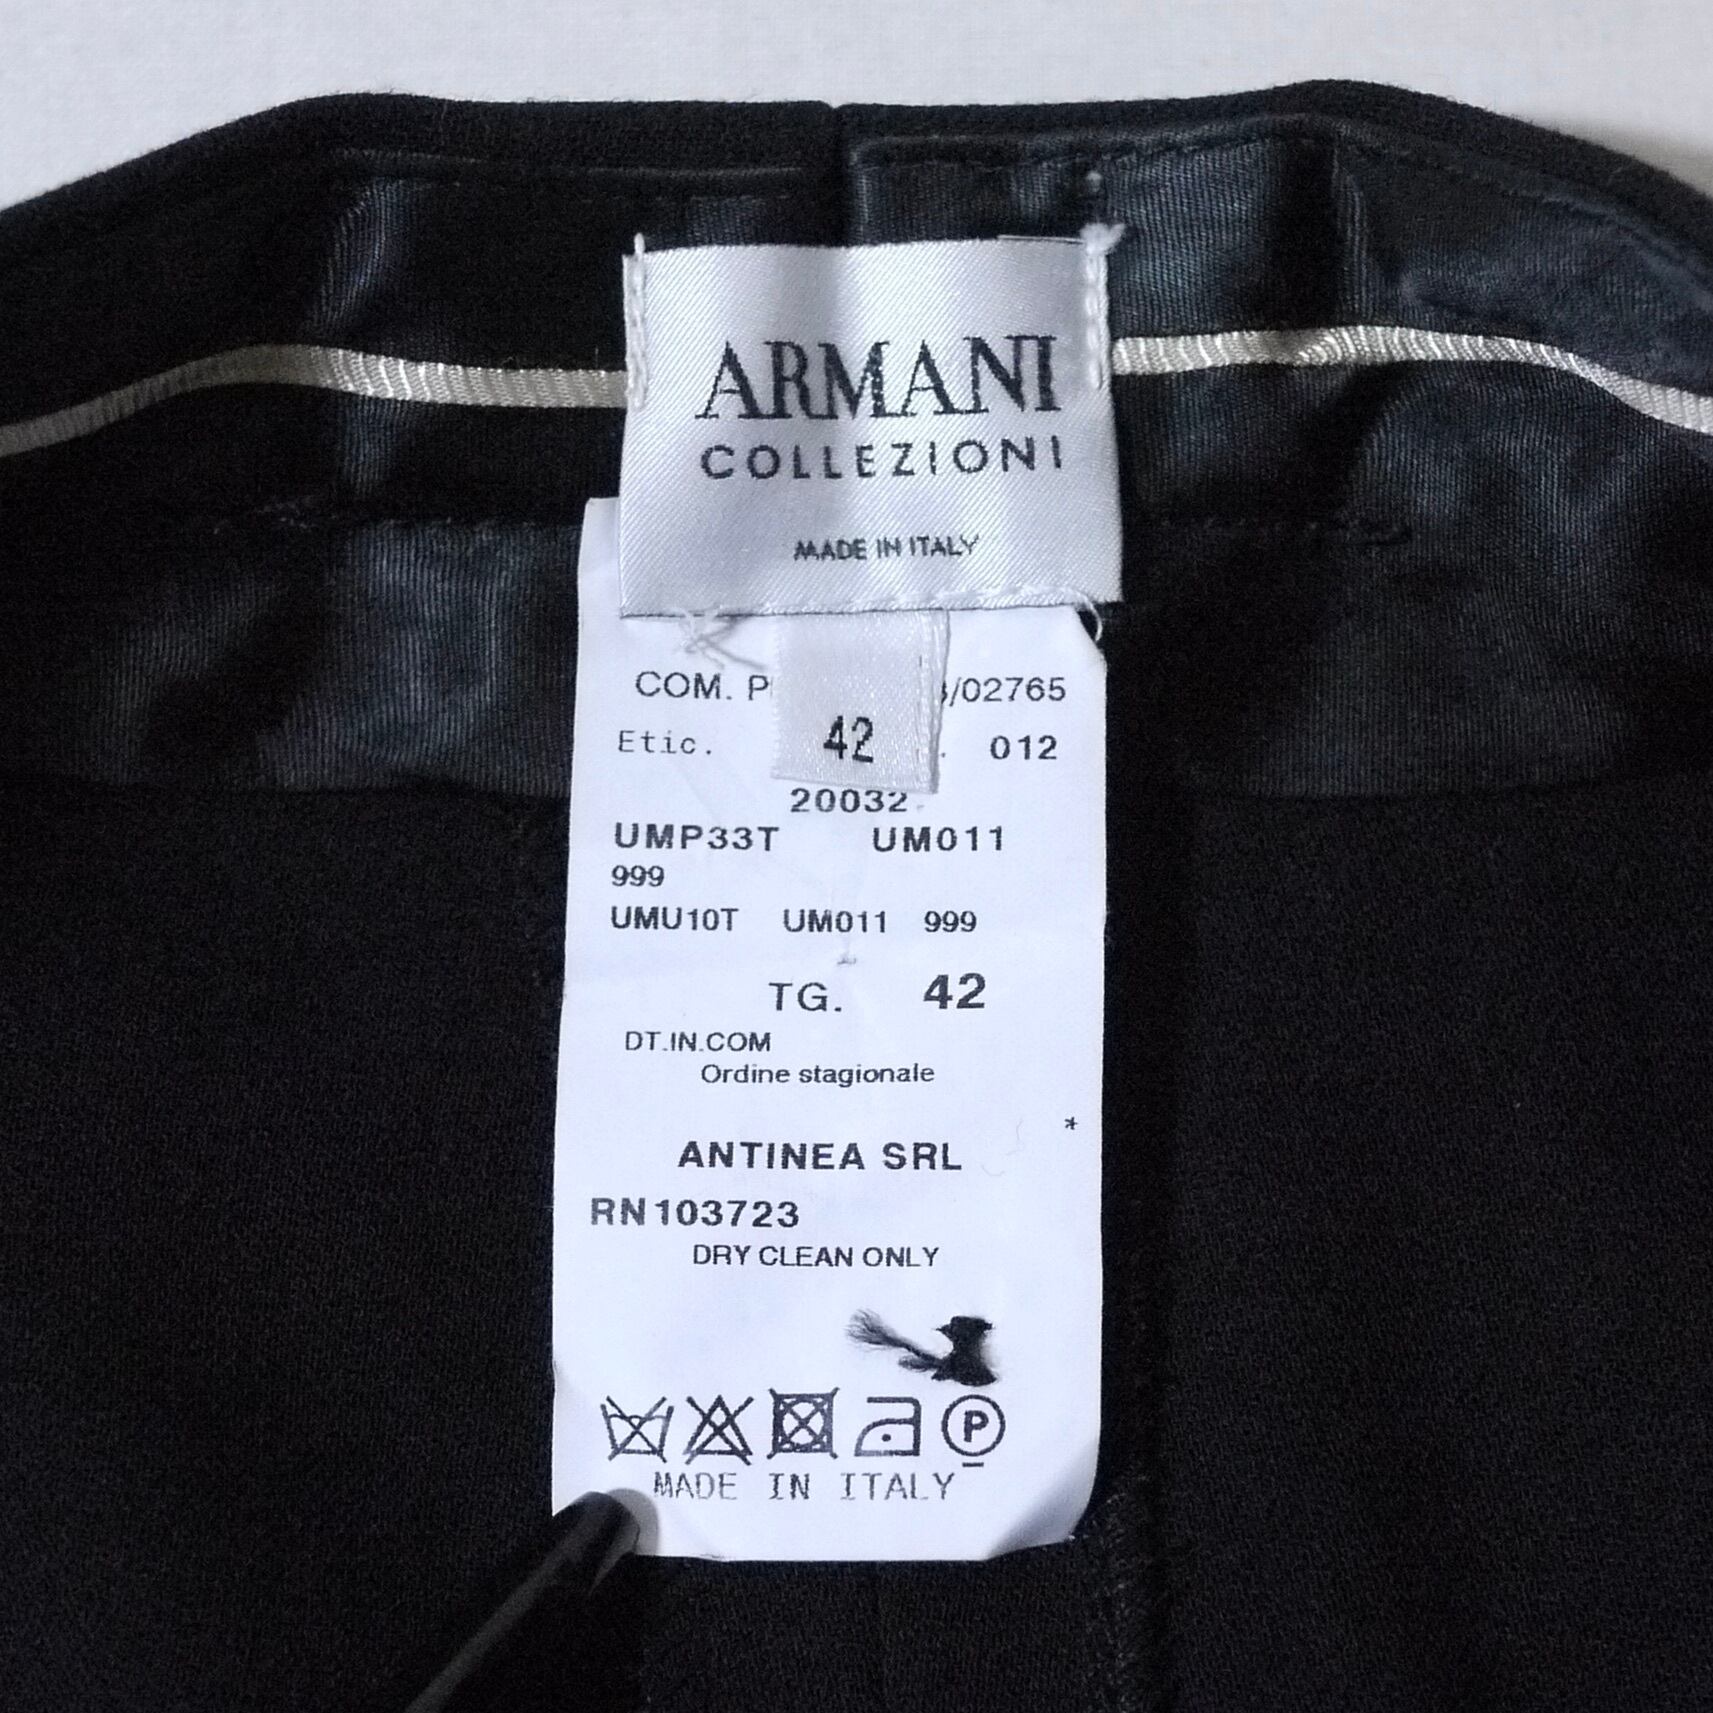 ARMANI
COLLEZIONI
MADE IN ITALY
COM. /02765
42
Etic. 012
20032
UMP33T UM011
999
UMU10T UM011 999
TG. 42
DT.IN.COM
Ordine stagionale
*
ANTINEA SRL
RN103723
DRY CLEAN ONLY
P
MADE IN ITALY